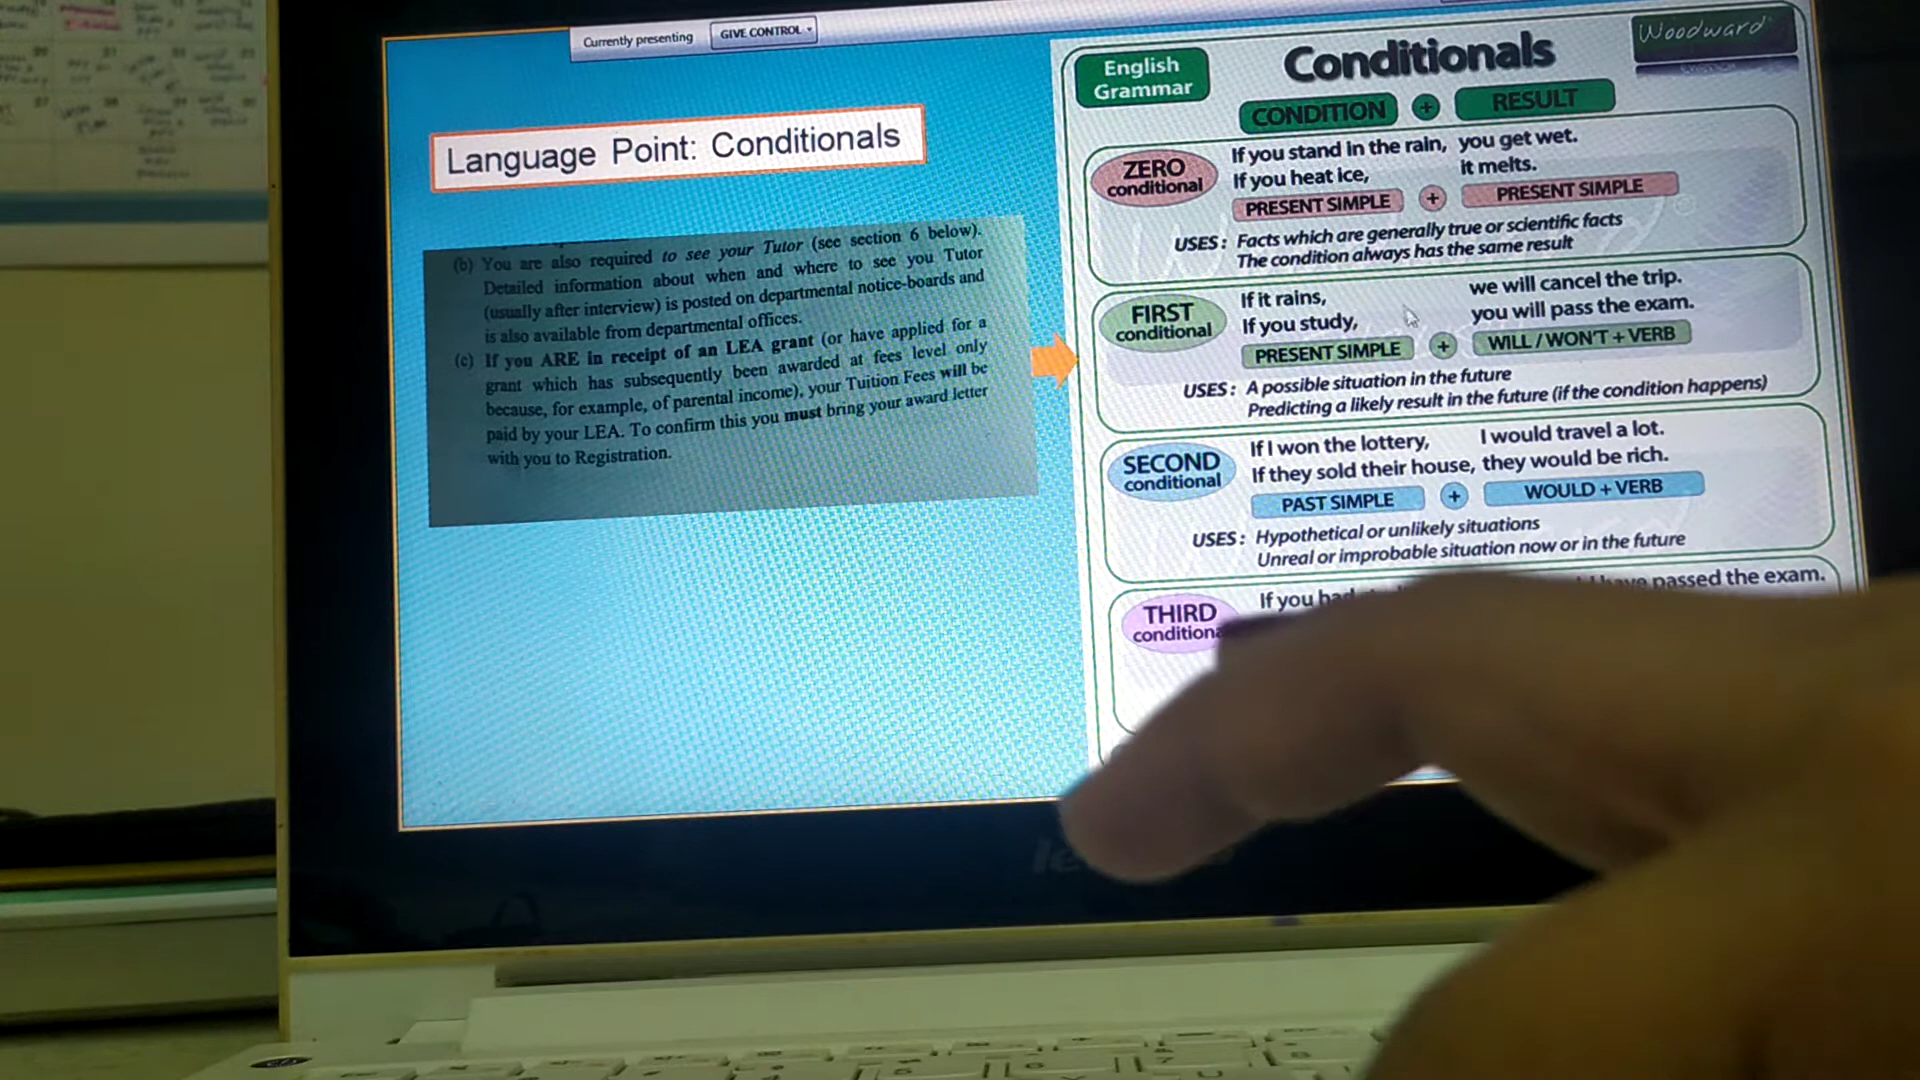 Currently presenting
GIVE CONTROL
Language Point: Conditionals
(b) You are also required to see your Tutor (see section 6 below).
Detailed information about when and where to see you Tutor
(usually after interview) is posted on departmental notice-boards and
is also available from departmental offices.
(c) If you ARE in receipt of an LEA grant (or have applied for a
grant which has subsequently been awarded at fees level only
because, for example, of parental income), your Tuition Fees will be
paid by your LEA. To confirm this you must bring your award letter
with you to Registration.
English
Grammar
Conditionals
Woodward
CONDITION + RESULT
ZERO
conditional
If you stand in the rain, you get wet.
If you heat ice, it melts.
PRESENT SIMPLE + PRESENT SIMPLE
USES: Facts which are generally true or scientific facts
The condition always has the same result
FIRST
conditional
If it rains, we will cancel the trip.
If you study, you will pass the exam.
PRESENT SIMPLE + WILL / WON'T + VERB
USES: A possible situation in the future
Predicting a likely result in the future (if the condition happens)
SECOND
conditional
If I won the lottery, I would travel a lot.
If they sold their house, they would be rich.
PAST SIMPLE + WOULD + VERB
USES: Hypothetical or unlikely situations
Unreal or improbable situation now or in the future
THIRD
conditional
If you had have passed the exam.